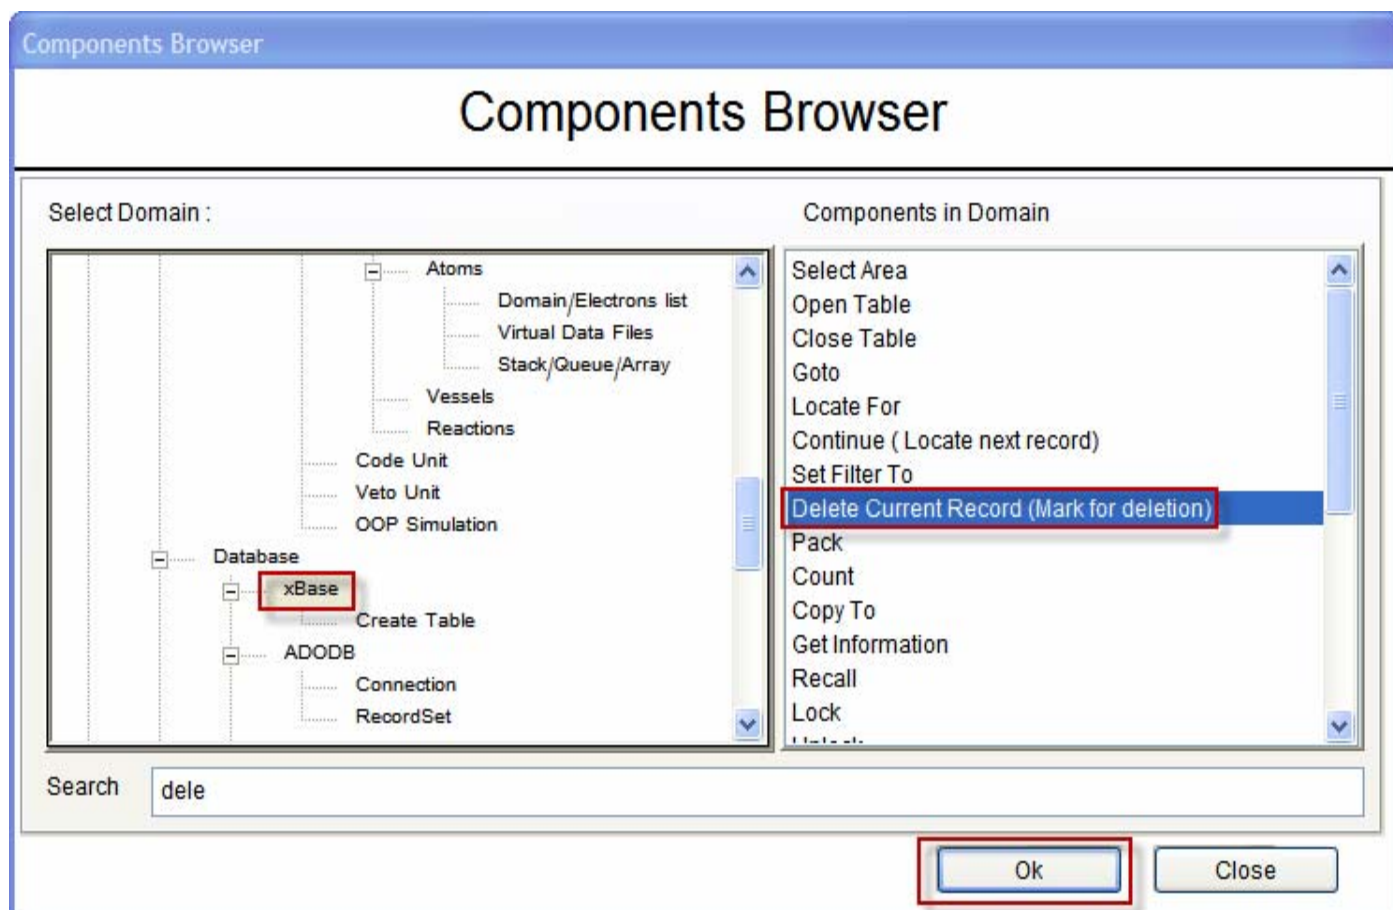 Components Browser
Components Browser
Select Domain :
Atoms
Domain/Electrons list
Virtual Data Files
Stack/Queue/Array
Vessels
Reactions
Code Unit
Veto Unit
OOP Simulation
Database
xBase
Create Table
ADODB
Connection
RecordSet
Components in Domain
Select Area
Open Table
Close Table
Goto
Locate For
Continue ( Locate next record)
Set Filter To
Delete Current Record (Mark for deletion)
Pack
Count
Copy To
Get Information
Recall
Lock
Search
dele
Ok
Close